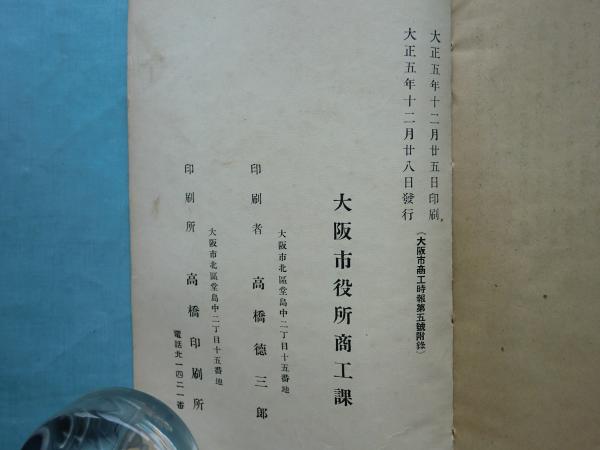 大正五年十二月廿五日印刷
大正五年十二月廿八日發行
(大阪市商工時報第五號附錄)
大阪市役所商工課
大阪市北區堂島中二丁目十五番地
印刷者 高橋德三郎
大阪市北區堂島中二丁目十五番地
印刷所 高橋印刷所
電話北一四二一番